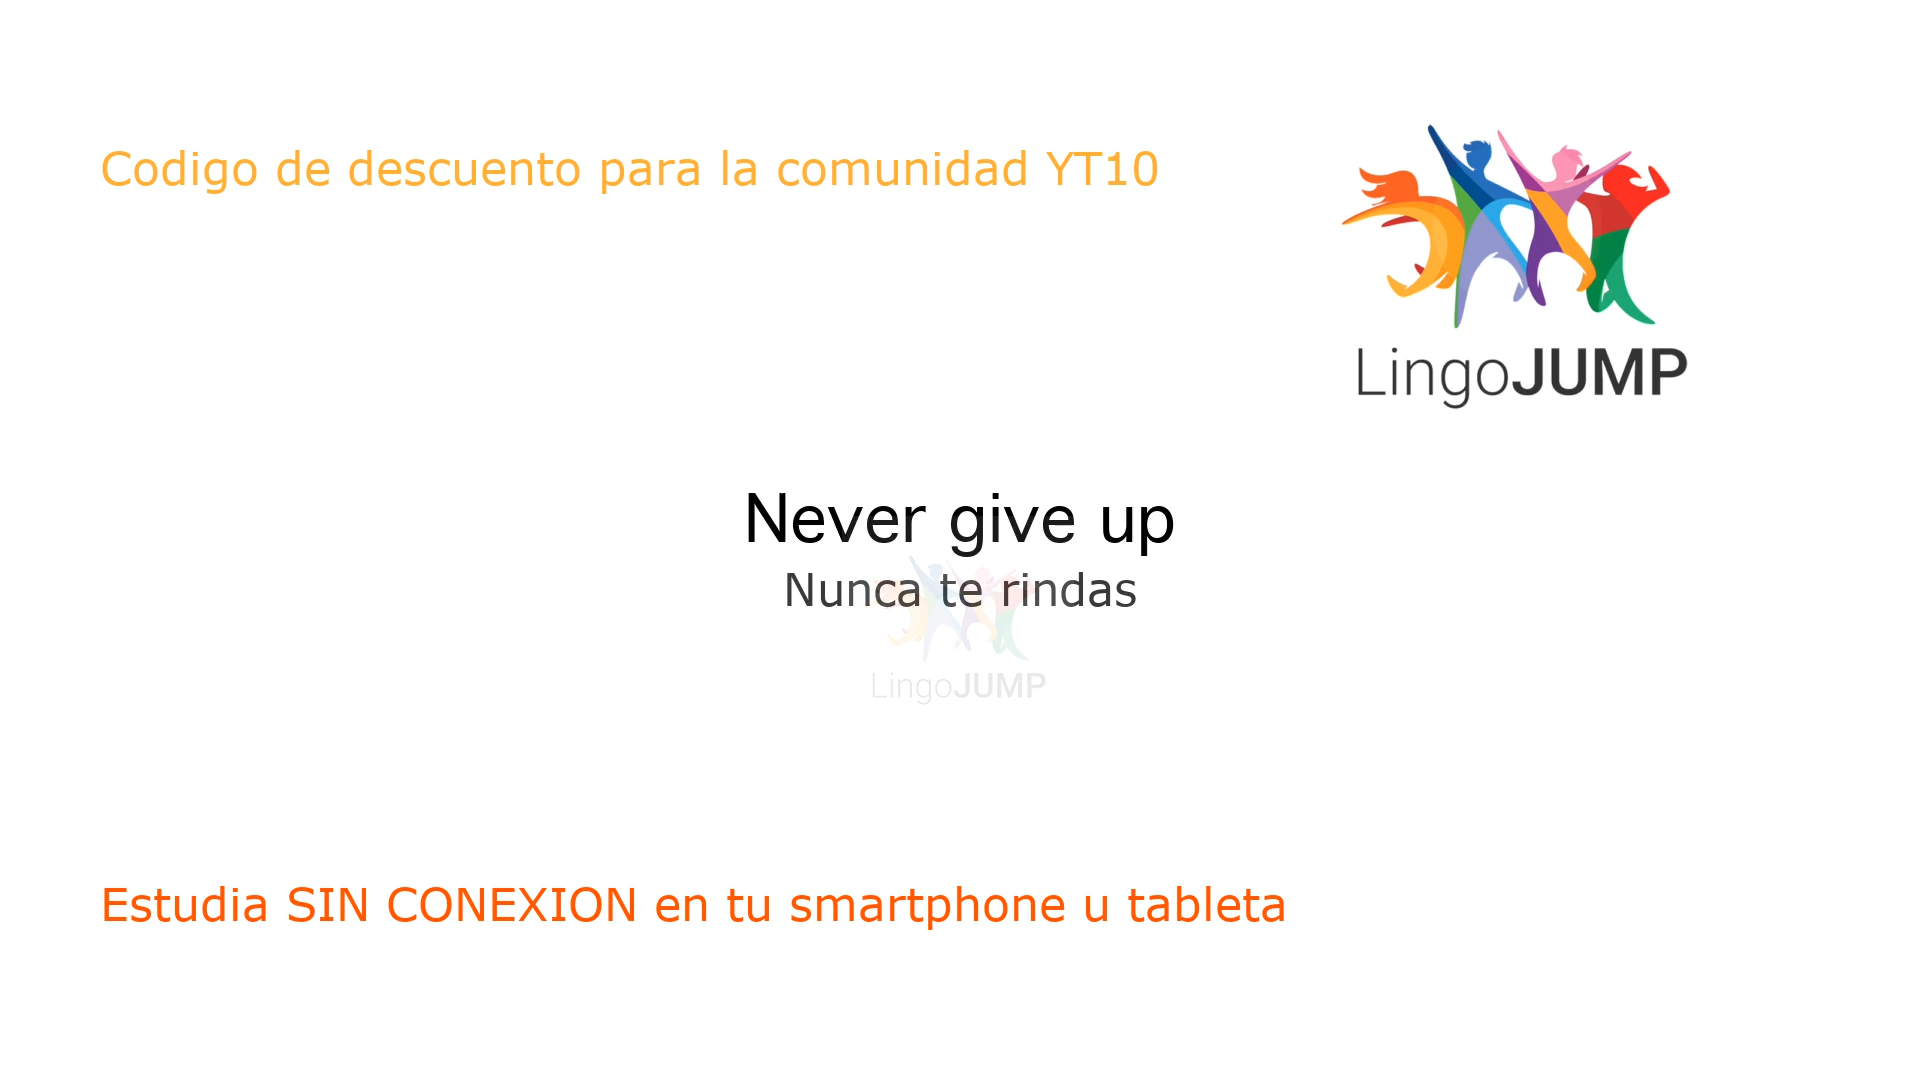 Codigo de descuento para la comunidad YT10
LingoJUMP
Never give up
Nunca te rindas
LingoJUMP
Estudia SIN CONEXION en tu smartphone u tableta